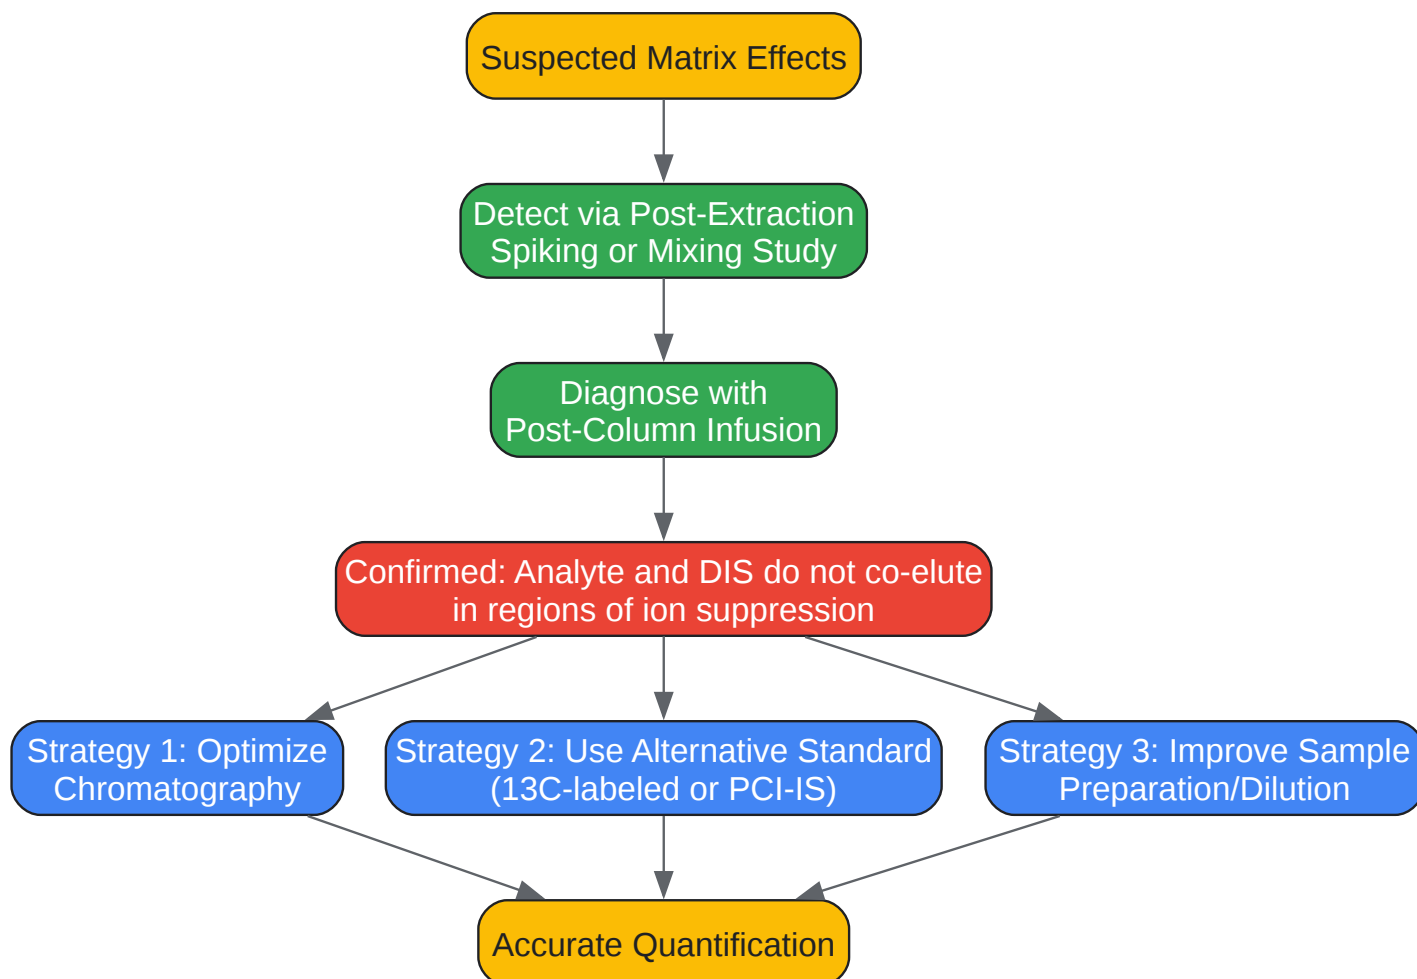 Suspected Matrix Effects
Detect via Post-Extraction
Spiking or Mixing Study
Diagnose with
Post-Column Infusion
Confirmed: Analyte and DIS do not co-elute
in regions of ion suppression
Strategy 1: Optimize
Chromatography
Strategy 2: Use Alternative Standard
(13C-labeled or PCI-IS)
Strategy 3: Improve Sample
Preparation/Dilution
Accurate Quantification